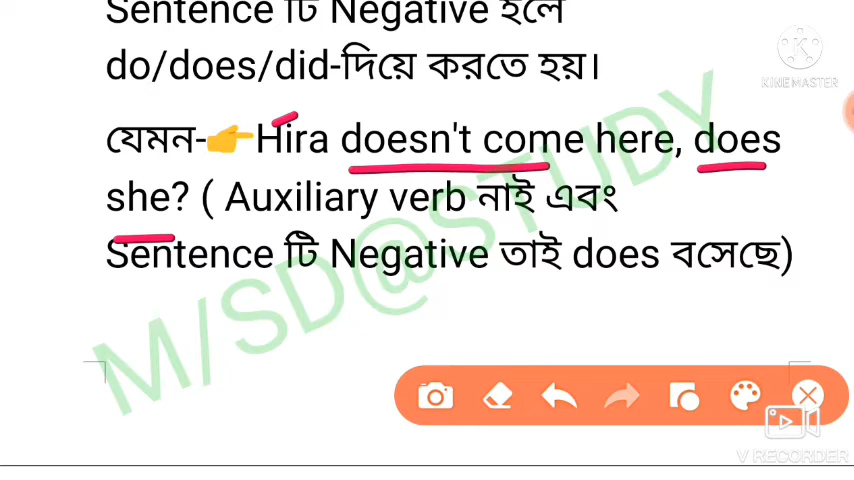 Sentence টি Negative হলে
do/does/did-দিয়ে করতে হয়।
যেমন-👉Hira doesn't come here, does
she? ( Auxiliary verb নাই এবং
Sentence টি Negative তাই does বসেছে)
M/SD@STUDY
KINEMASTER
V RECORDER